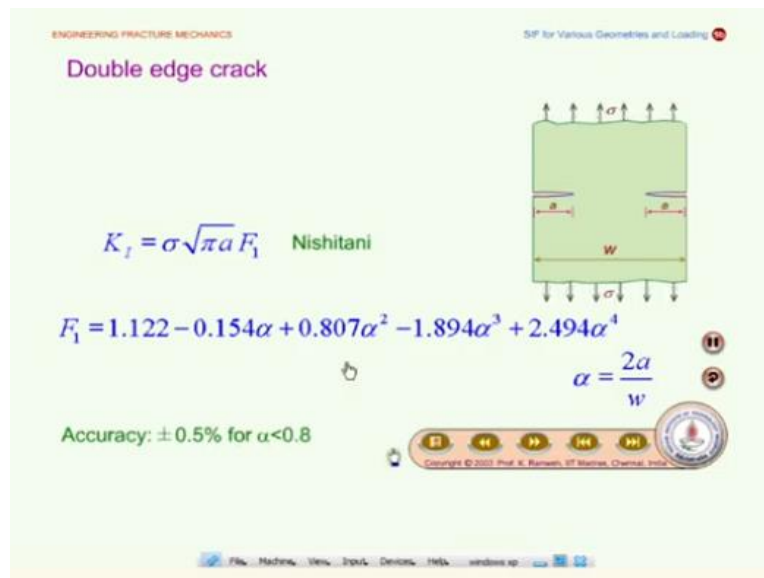 ENGINEERING FRACTURE MECHANICS
SIF for Various Geometries and Loading
Double edge crack
σ
a
a
W
σ
K_I = σ√(πa) F₁ Nishitani
F₁ = 1.122 − 0.154α + 0.807α² − 1.894α³ + 2.494α⁴
α = 2a/w
Accuracy: ± 0.5% for α<0.8
Copyright © 2002 Prof. K. Ramesh, IIT Madras, Chennai, India
File Machine View Input Devices Help windows xp